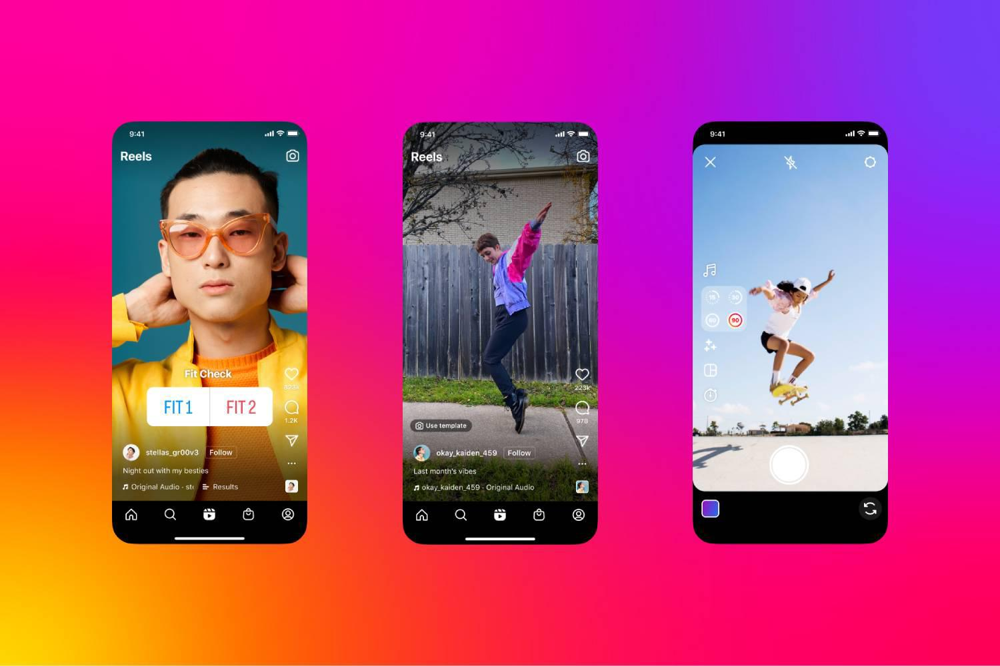 9:41
Reels
Fit Check
FIT 1
FIT 2
823k
1.2K
stellas_gr00v3
Follow
Night out with my besties
Original Audio · st
Results
9:41
Reels
223k
978
Use template
okay_kaiden_459
Follow
Last month's vibes
okay_kaiden_459 · Original Audio
9:41
15
30
60
90